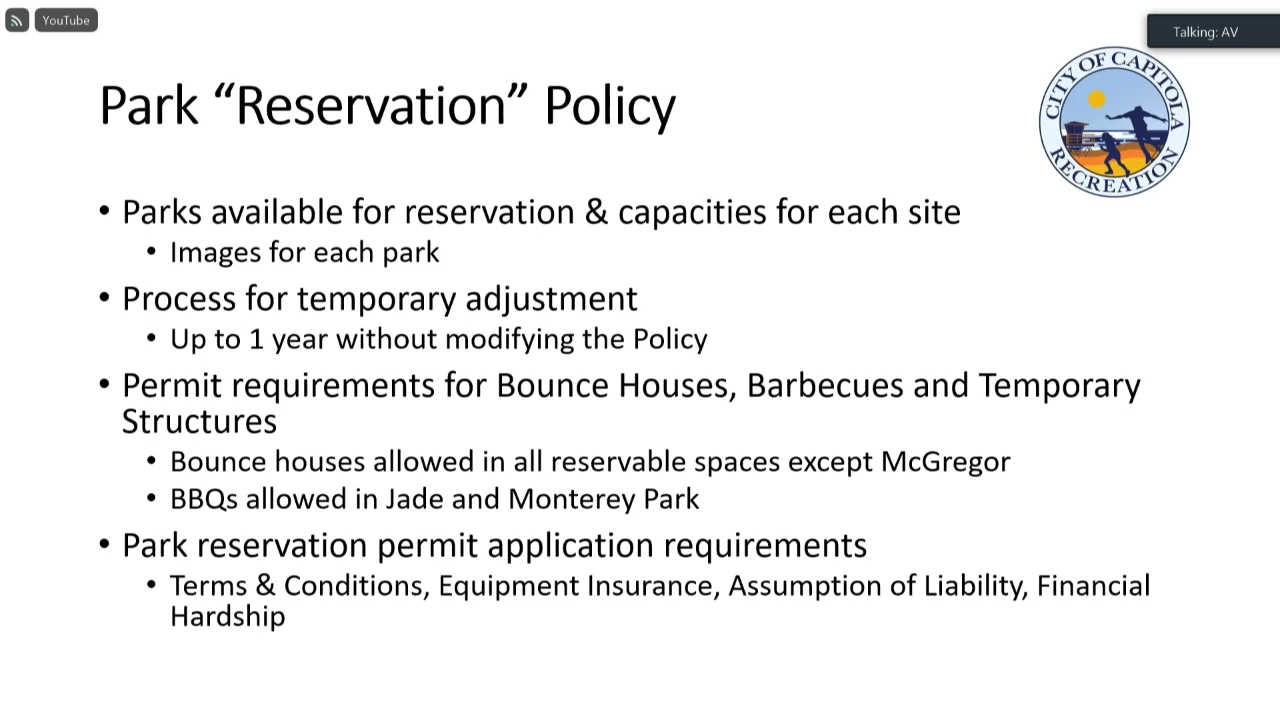 YouTube
Talking: AV
CITY OF CAPITOLA
RECREATION
Park “Reservation” Policy
• Parks available for reservation & capacities for each site
• Images for each park
• Process for temporary adjustment
• Up to 1 year without modifying the Policy
• Permit requirements for Bounce Houses, Barbecues and Temporary
Structures
• Bounce houses allowed in all reservable spaces except McGregor
• BBQs allowed in Jade and Monterey Park
• Park reservation permit application requirements
• Terms & Conditions, Equipment Insurance, Assumption of Liability, Financial
Hardship